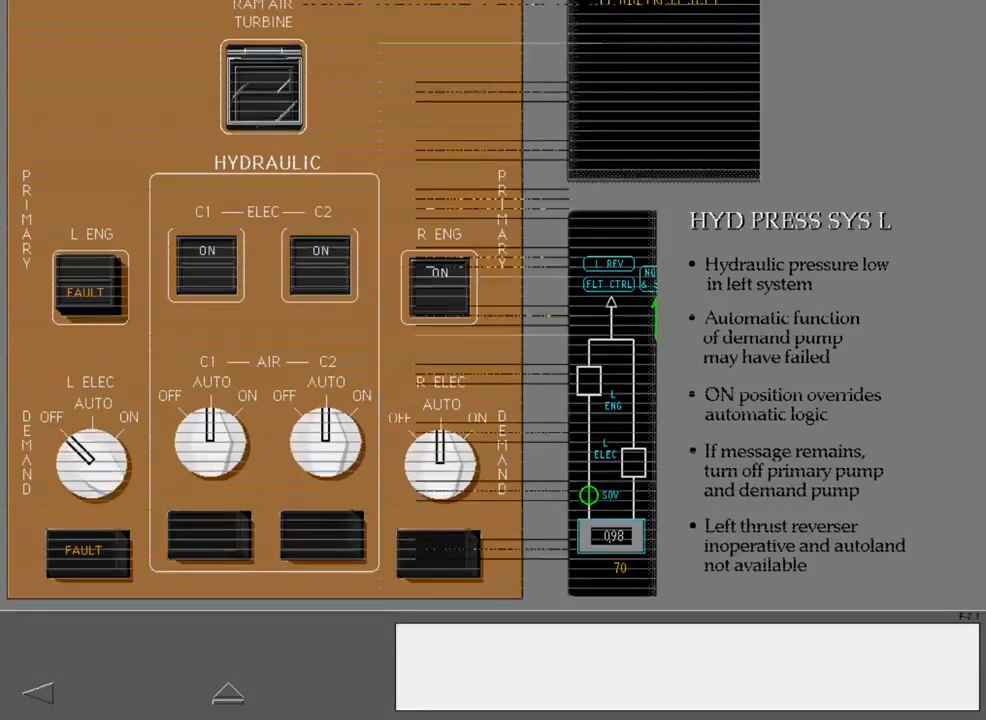 RAM AIR
TURBINE
HYDRAULIC
PRIMARY
PRIMARY
C1 ELEC C2
L ENG
R ENG
ON
ON
ON
FAULT
C1 AIR C2
L ELEC
AUTO
AUTO
R ELEC
AUTO
OFF
ON
OFF
ON
AUTO
OFF
ON
OFF
ON
DEMAND
DEMAND
FAULT
L REV
FLT CTRL
L
ENG
L
ELEC
SOV
0.98
70
HYD PRESS SYS L
• Hydraulic pressure low
in left system
• Automatic function
of demand pump
may have failed
• ON position overrides
automatic logic
• If message remains,
turn off primary pump
and demand pump
• Left thrust reverser
inoperative and autoland
not available
F-7.1